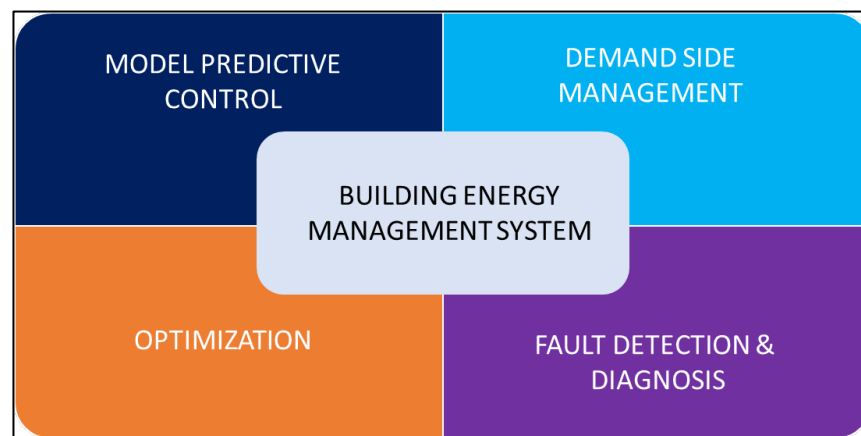 MODEL PREDICTIVE
CONTROL
DEMAND SIDE
MANAGEMENT
BUILDING ENERGY
MANAGEMENT SYSTEM
OPTIMIZATION
FAULT DETECTION &
DIAGNOSIS